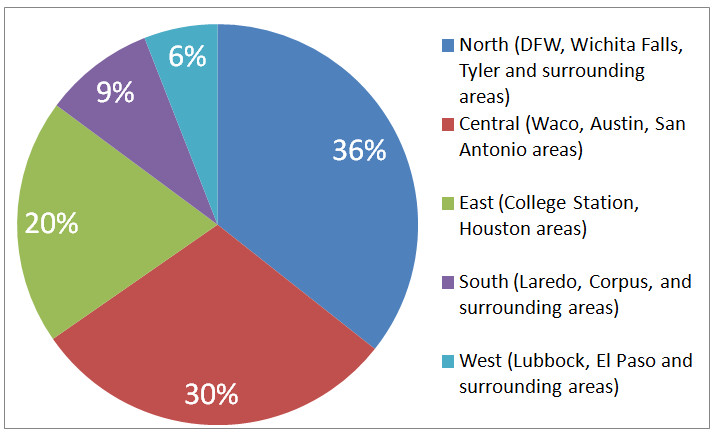 6%
9%
36%
20%
30%
North (DFW, Wichita Falls,
Tyler and surrounding
areas)
Central (Waco, Austin, San
Antonio areas)
East (College Station,
Houston areas)
South (Laredo, Corpus, and
surrounding areas)
West (Lubbock, El Paso and
surrounding areas)